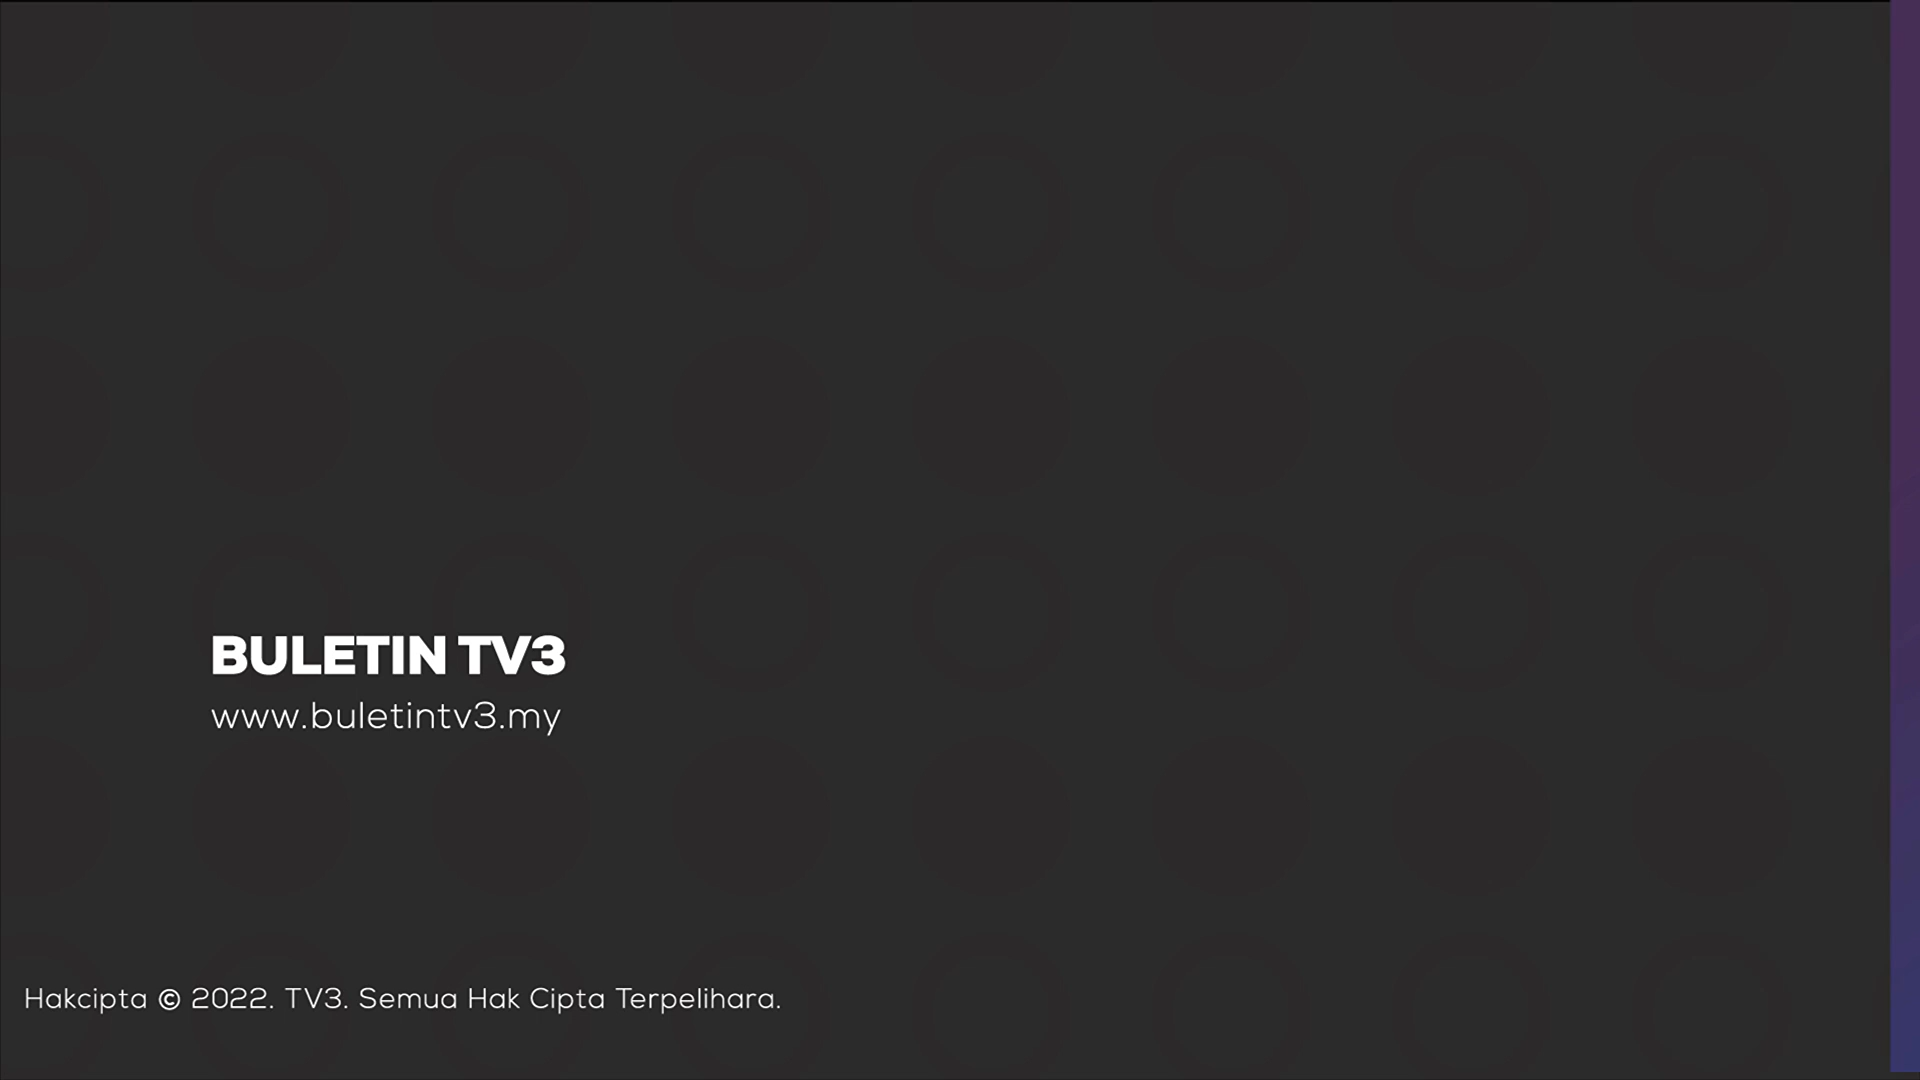 BULETIN TV3
www.buletintv3.my
Hakcipta © 2022. TV3. Semua Hak Cipta Terpelihara.